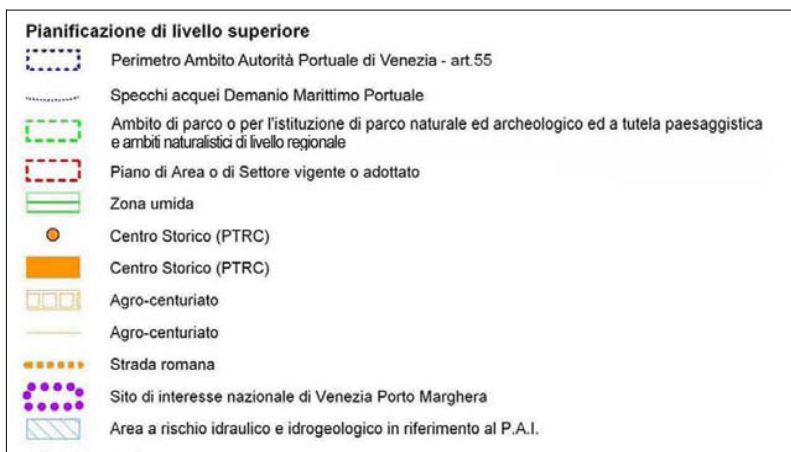 Pianificazione di livello superiore
Perimetro Ambito Autorità Portuale di Venezia - art.55
Specchi acquei Demanio Marittimo Portuale
Ambito di parco o per l'istituzione di parco naturale ed archeologico ed a tutela paesaggistica
e ambiti naturalistici di livello regionale
Piano di Area o di Settore vigente o adottato
Zona umida
Centro Storico (PTRC)
Centro Storico (PTRC)
Agro-centuriato
Agro-centuriato
Strada romana
Sito di interesse nazionale di Venezia Porto Marghera
Area a rischio idraulico e idrogeologico in riferimento al P.A.I.